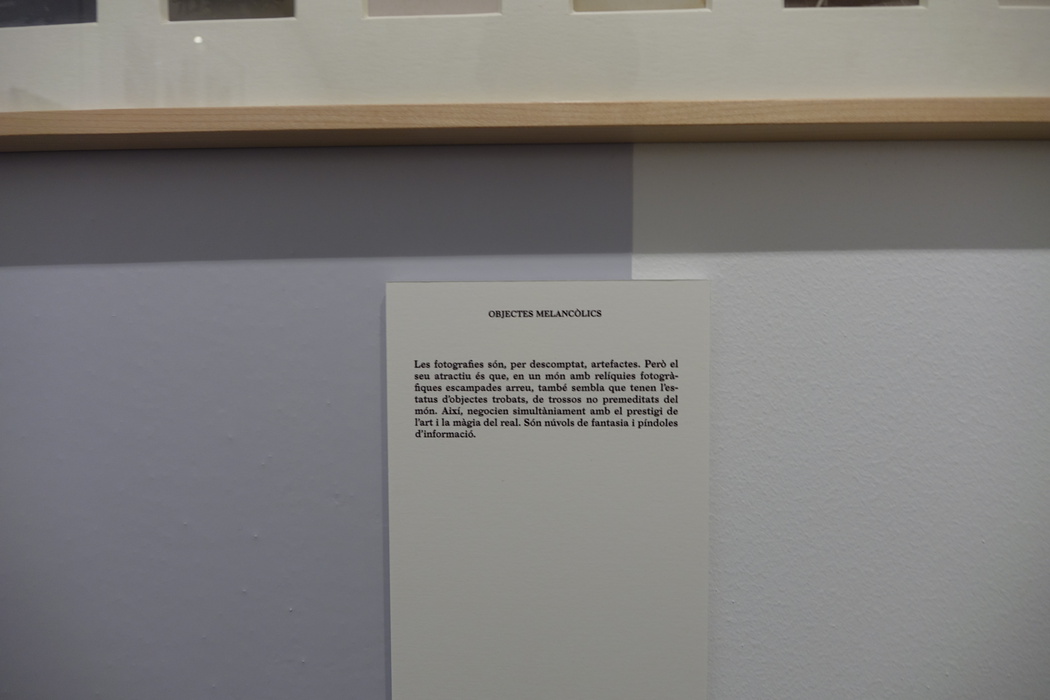 OBJECTES MELANCÒLICS
Les fotografies són, per descomptat, artefactes. Però el
seu atractiu és que, en un món amb relíquies fotogrà-
fiques escampades arreu, també sembla que tenen l'es-
tatus d'objectes trobats, de trossos no premeditats del
món. Així, negocien simultàniament amb el prestigi de
l'art i la màgia del real. Són núvols de fantasia i píndoles
d'informació.